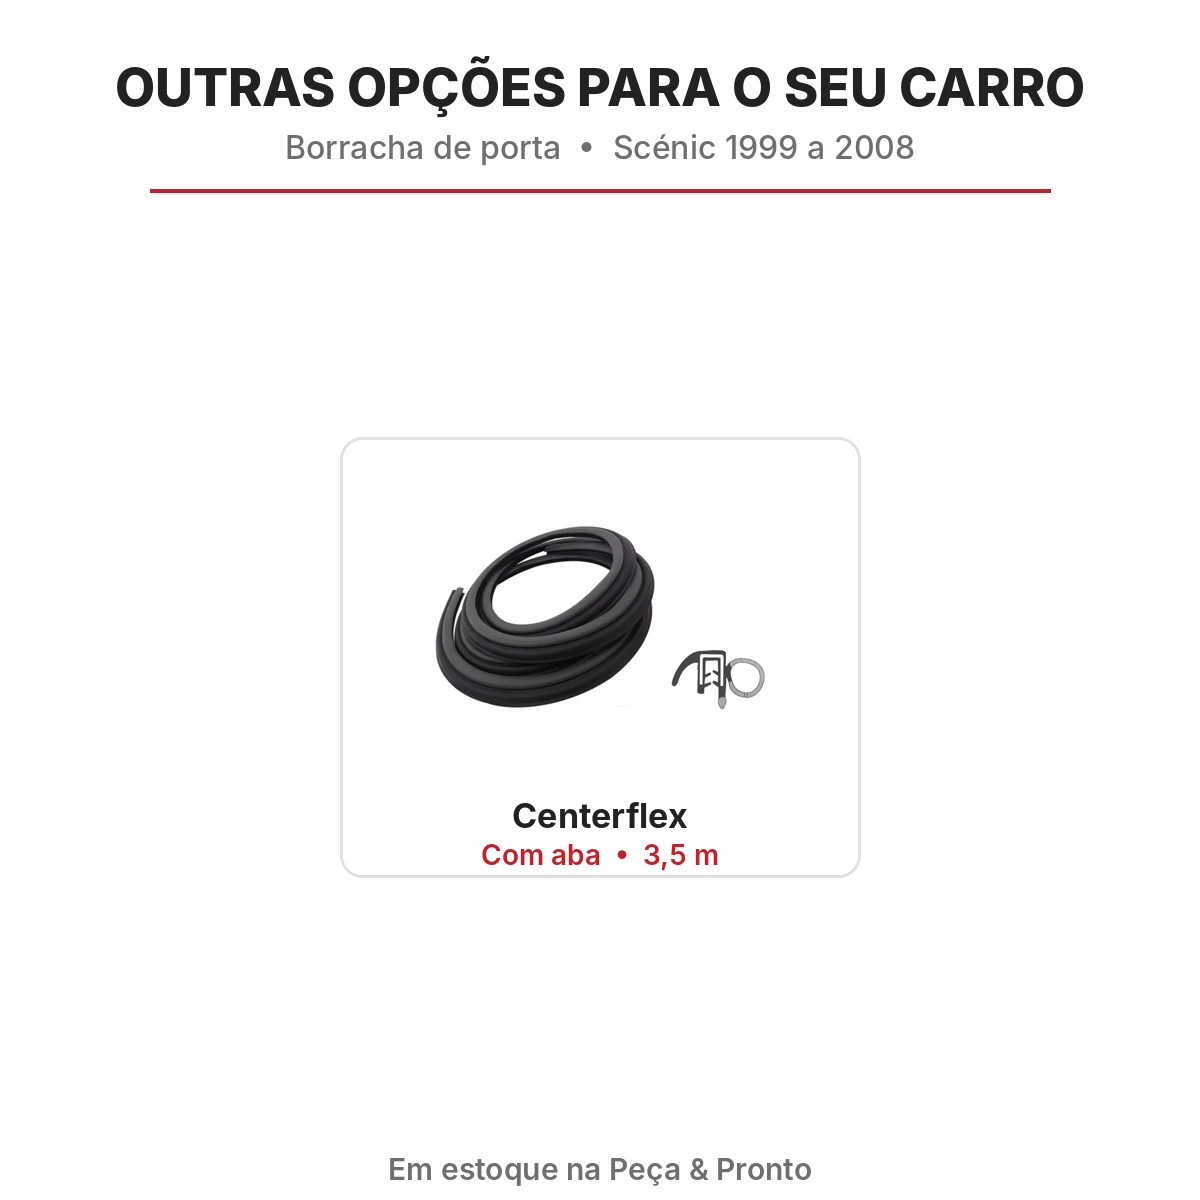 OUTRAS OPÇÕES PARA O SEU CARRO
Borracha de porta • Scénic 1999 a 2008
Centerflex
Com aba • 3,5 m
Em estoque na Peça & Pronto